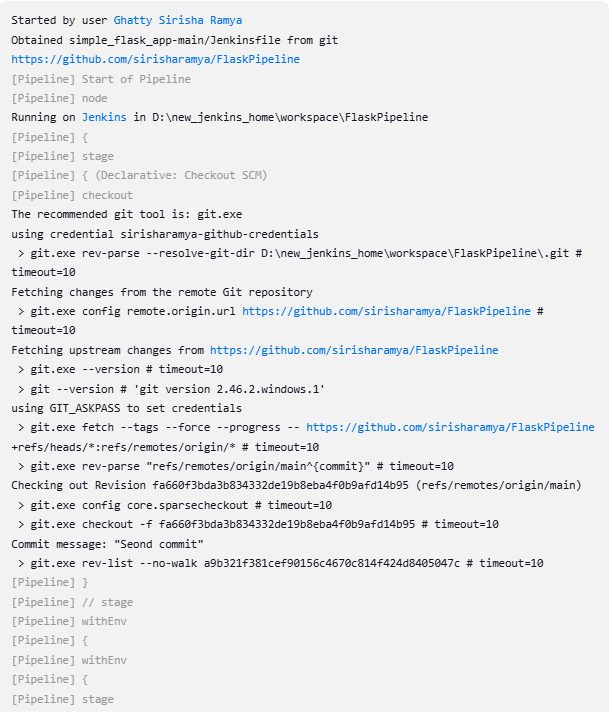 Started by user Ghatty Sirisha Ramya
Obtained simple_flask_app-main/Jenkinsfile from git
https://github.com/sirisharamya/FlaskPipeline
[Pipeline] Start of Pipeline
[Pipeline] node
Running on Jenkins in D:\new_jenkins_home\workspace\FlaskPipeline
[Pipeline] {
[Pipeline] stage
[Pipeline] { (Declarative: Checkout SCM)
[Pipeline] checkout
The recommended git tool is: git.exe
using credential sirisharamya-github-credentials
 > git.exe rev-parse --resolve-git-dir D:\new_jenkins_home\workspace\FlaskPipeline\.git #
timeout=10
Fetching changes from the remote Git repository
 > git.exe config remote.origin.url https://github.com/sirisharamya/FlaskPipeline #
timeout=10
Fetching upstream changes from https://github.com/sirisharamya/FlaskPipeline
 > git.exe --version # timeout=10
 > git --version # 'git version 2.46.2.windows.1'
using GIT_ASKPASS to set credentials
 > git.exe fetch --tags --force --progress -- https://github.com/sirisharamya/FlaskPipeline
+refs/heads/*:refs/remotes/origin/* # timeout=10
 > git.exe rev-parse "refs/remotes/origin/main^{commit}" # timeout=10
Checking out Revision fa660f3bda3b834332de19b8eba4f0b9afd14b95 (refs/remotes/origin/main)
 > git.exe config core.sparsecheckout # timeout=10
 > git.exe checkout -f fa660f3bda3b834332de19b8eba4f0b9afd14b95 # timeout=10
Commit message: "Seond commit"
 > git.exe rev-list --no-walk a9b321f381cef90156c4670c814f424d8405047c # timeout=10
[Pipeline] }
[Pipeline] // stage
[Pipeline] withEnv
[Pipeline] {
[Pipeline] withEnv
[Pipeline] {
[Pipeline] stage